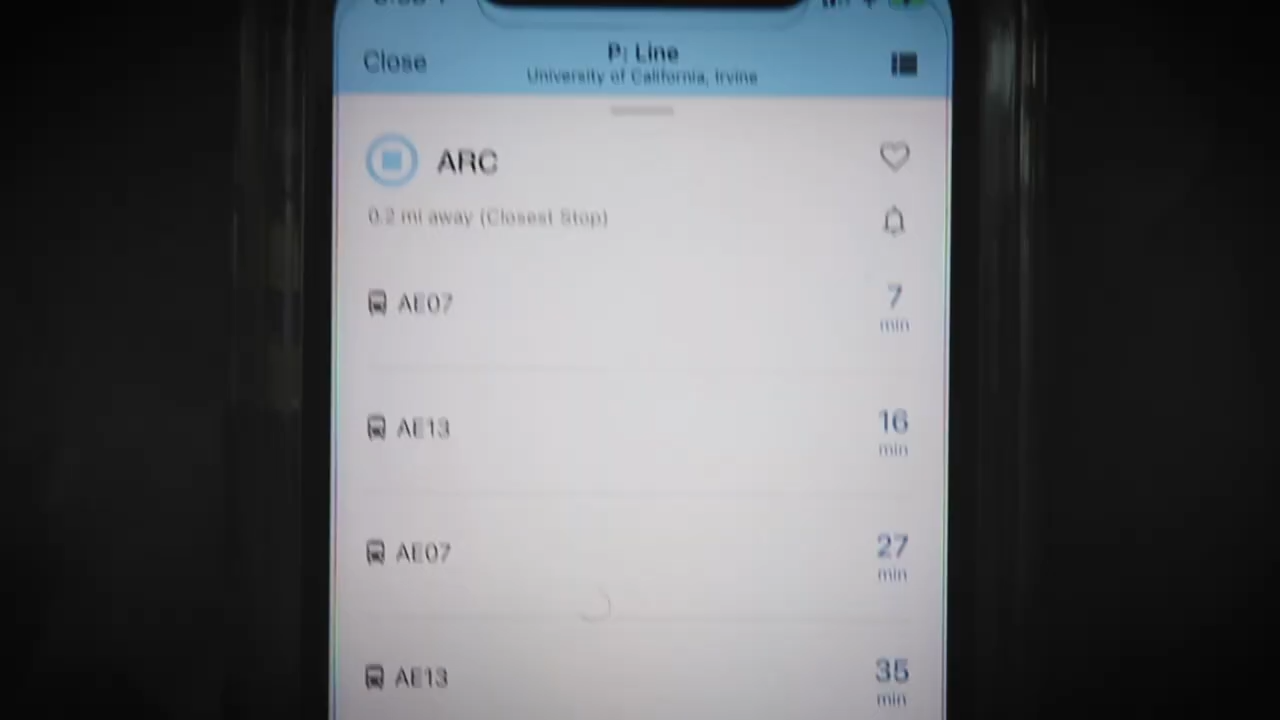 Close
P: Line
University of California, Irvine
ARC
0.2 mi away (Closest Stop)
AE07
7
min
AE13
16
min
AE07
27
min
AE13
35
min